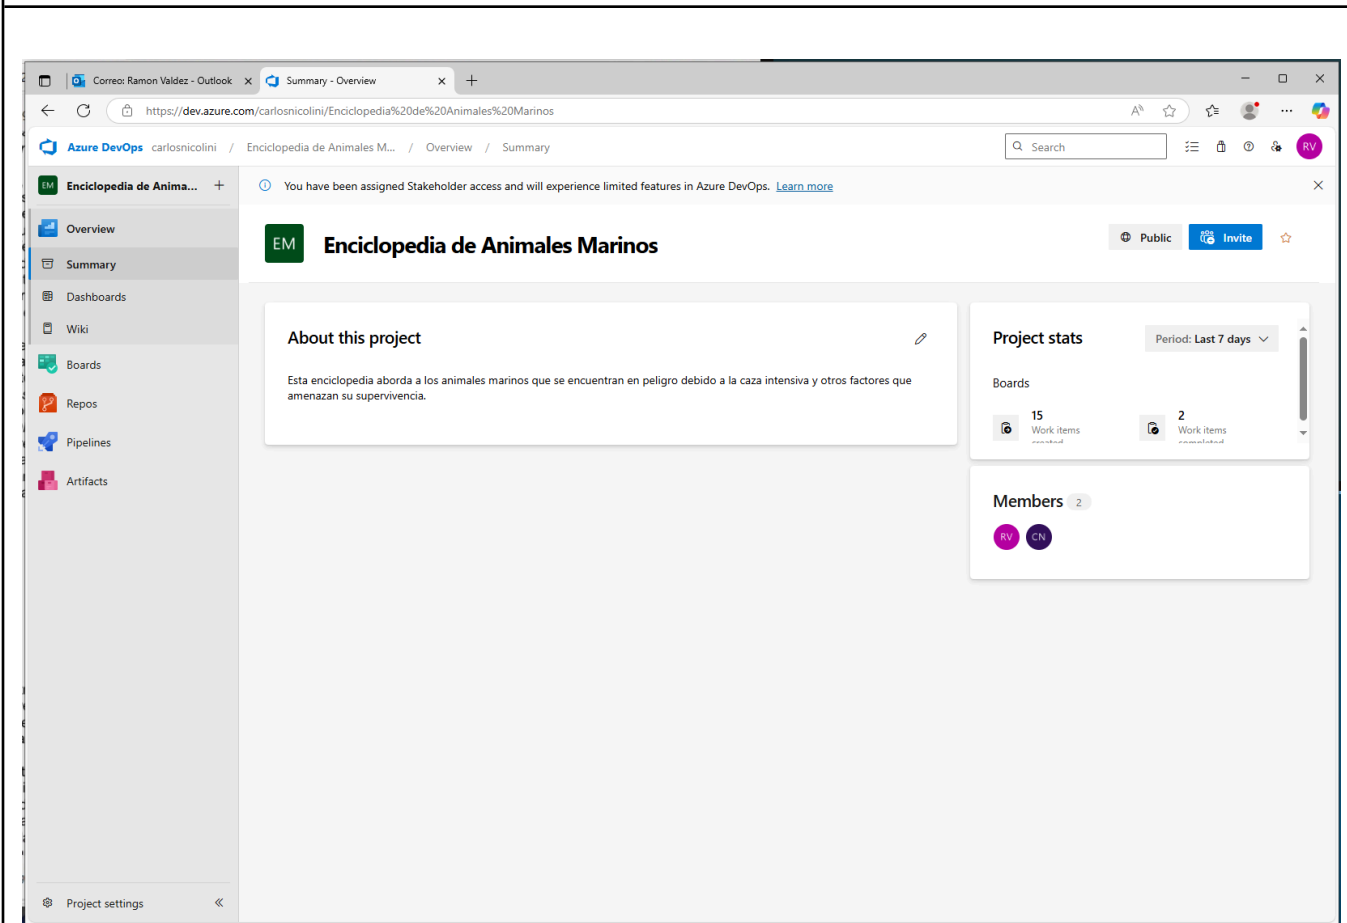 Correo: Ramon Valdez - Outlook
Summary - Overview
https://dev.azure.com/carlosnicolini/Enciclopedia%20de%20Animales%20Marinos
Azure DevOps carlosnicolini / Enciclopedia de Animales M... / Overview / Summary
Search
RV
EM Enciclopedia de Anima... +
You have been assigned Stakeholder access and will experience limited features in Azure DevOps. Learn more
Overview
Summary
Dashboards
Wiki
Boards
Repos
Pipelines
Artifacts
Project settings
EM Enciclopedia de Animales Marinos
Public
Invite
About this project
Esta enciclopedia aborda a los animales marinos que se encuentran en peligro debido a la caza intensiva y otros factores que
amenazan su supervivencia.
Project stats
Period: Last 7 days
Boards
15
Work items
created
2
Work items
completed
Members 2
RV CN